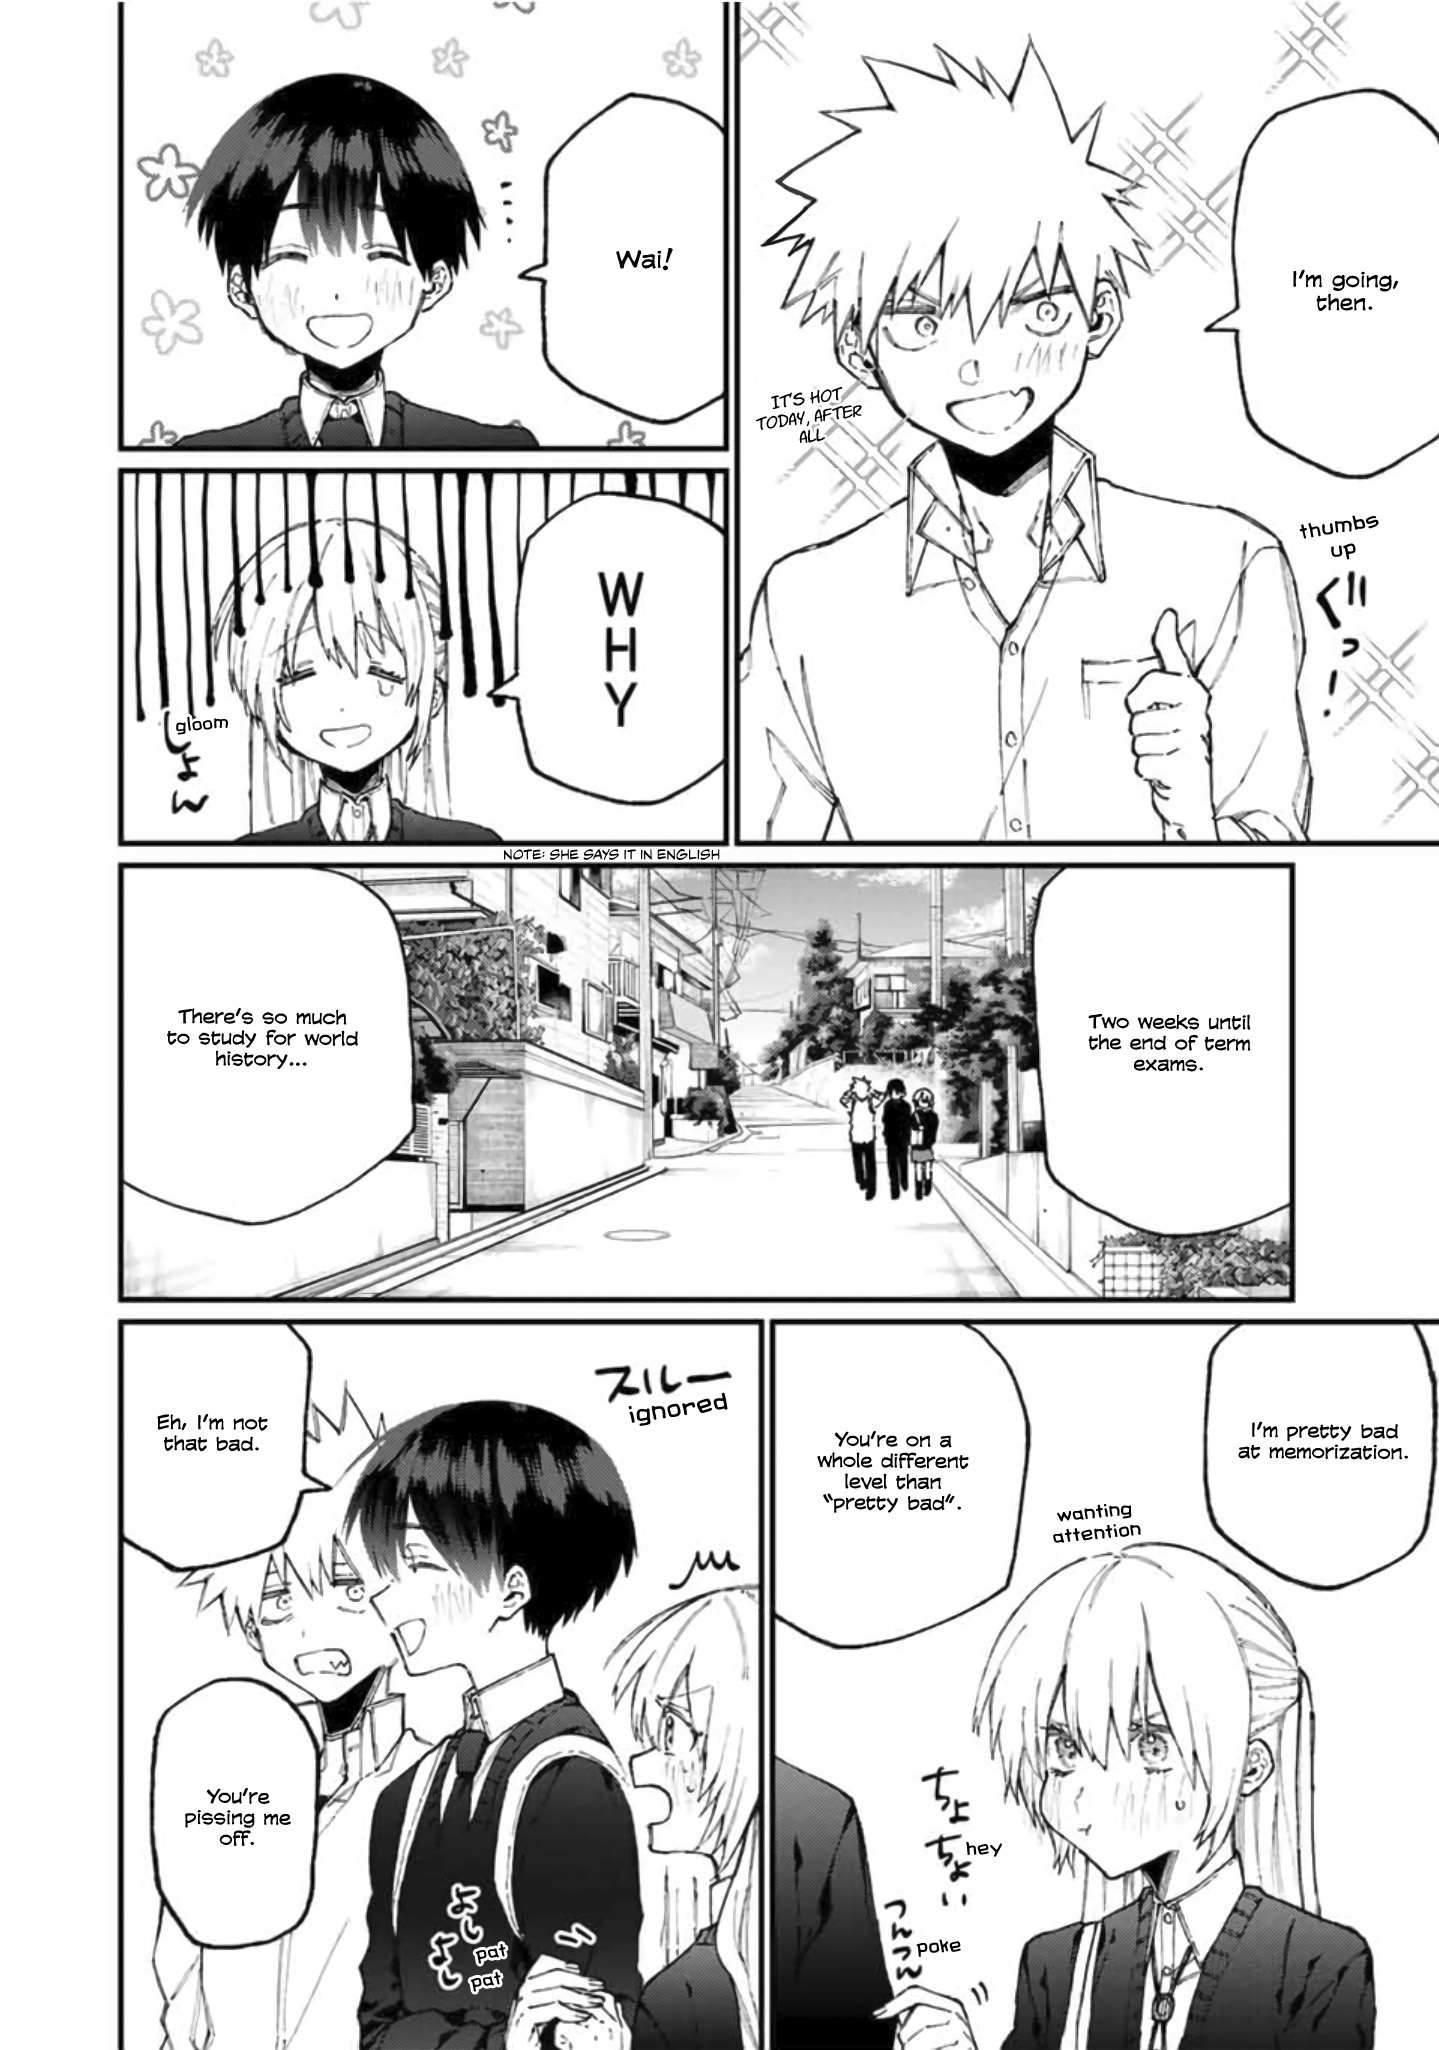 I'm going,
then.
IT'S HOT
TODAY, AFTER
ALL
thumbs
up
グッ!
Wai!
WHY
gloom
しょん
NOTE: SHE SAYS IT IN ENGLISH
Two weeks until
the end of term
exams.
There's so much
to study for world
history...
I'm pretty bad
at memorization.
You're on a
whole different
level than
"pretty bad".
wanting
attention
ちょ
ちょい
hey
つんつん
poke
スルー
ignored
Eh, I'm not
that bad.
You're
pissing me
off.
よし
よし
pat
pat